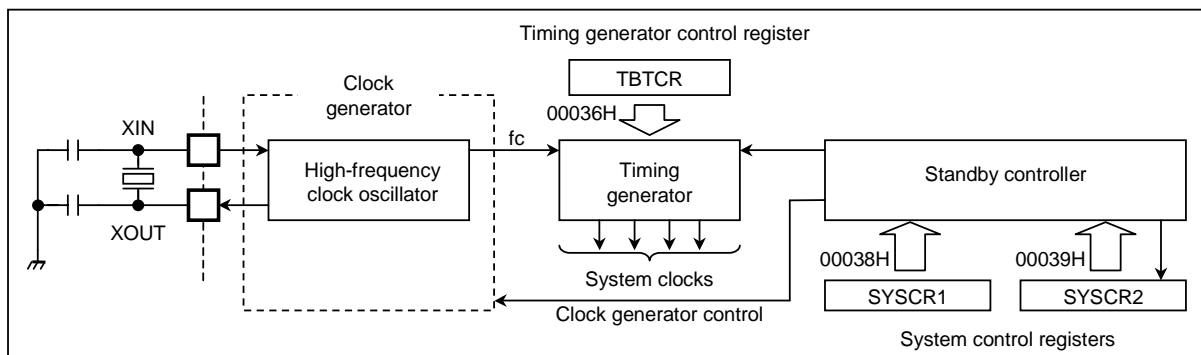 Timing generator control register
TBTCR
Clock
generator
00036H
XIN
fc
High-frequency
clock oscillator
Timing
generator
Standby controller
XOUT
System clocks
00038H
00039H
SYSCR1
SYSCR2
Clock generator control
System control registers